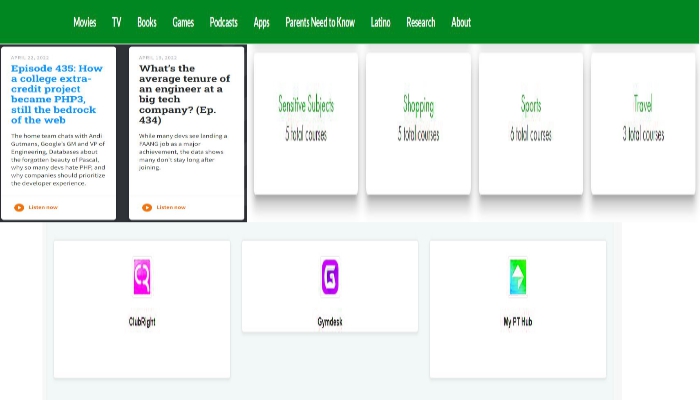 Movies TV Books Games Podcasts Apps Parents Need to Know Latino Research About
APRIL 20, 2022
Episode 435: How
a college extra-
credit project
became PHP3,
still the bedrock
of the web
The home team chats with Andi
Gutmans, Google's GM and VP of
Engineering, Databases about
the forgotten beauty of Pascal,
why so many devs hate PHP, and
why companies should prioritize
the developer experience.
Listen now
What's the
average tenure of
an engineer at a
big tech
company? (Ep.
434)
While many devs see landing a
FAANG job as a major
achievement, the data shows
many don't stay long after
joining.
Listen now
Sensitive Subjects
5 total courses
Shopping
5 total courses
Sports
6 total courses
Travel
3 total courses
ClubRight
Gymdesk
My PT Hub